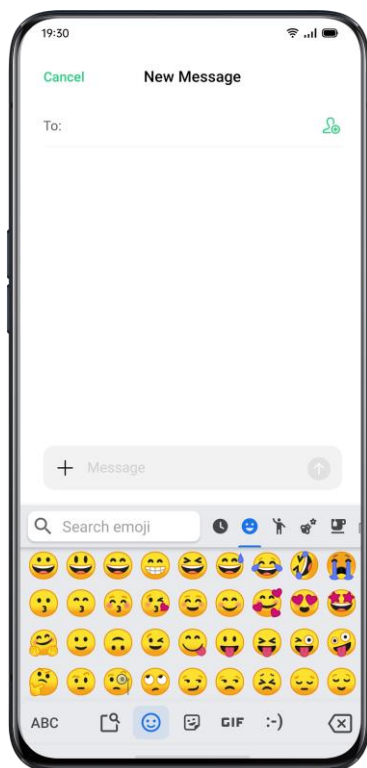 19:30
Cancel New Message
To:
Message
Search emoji
ABC GIF :-)